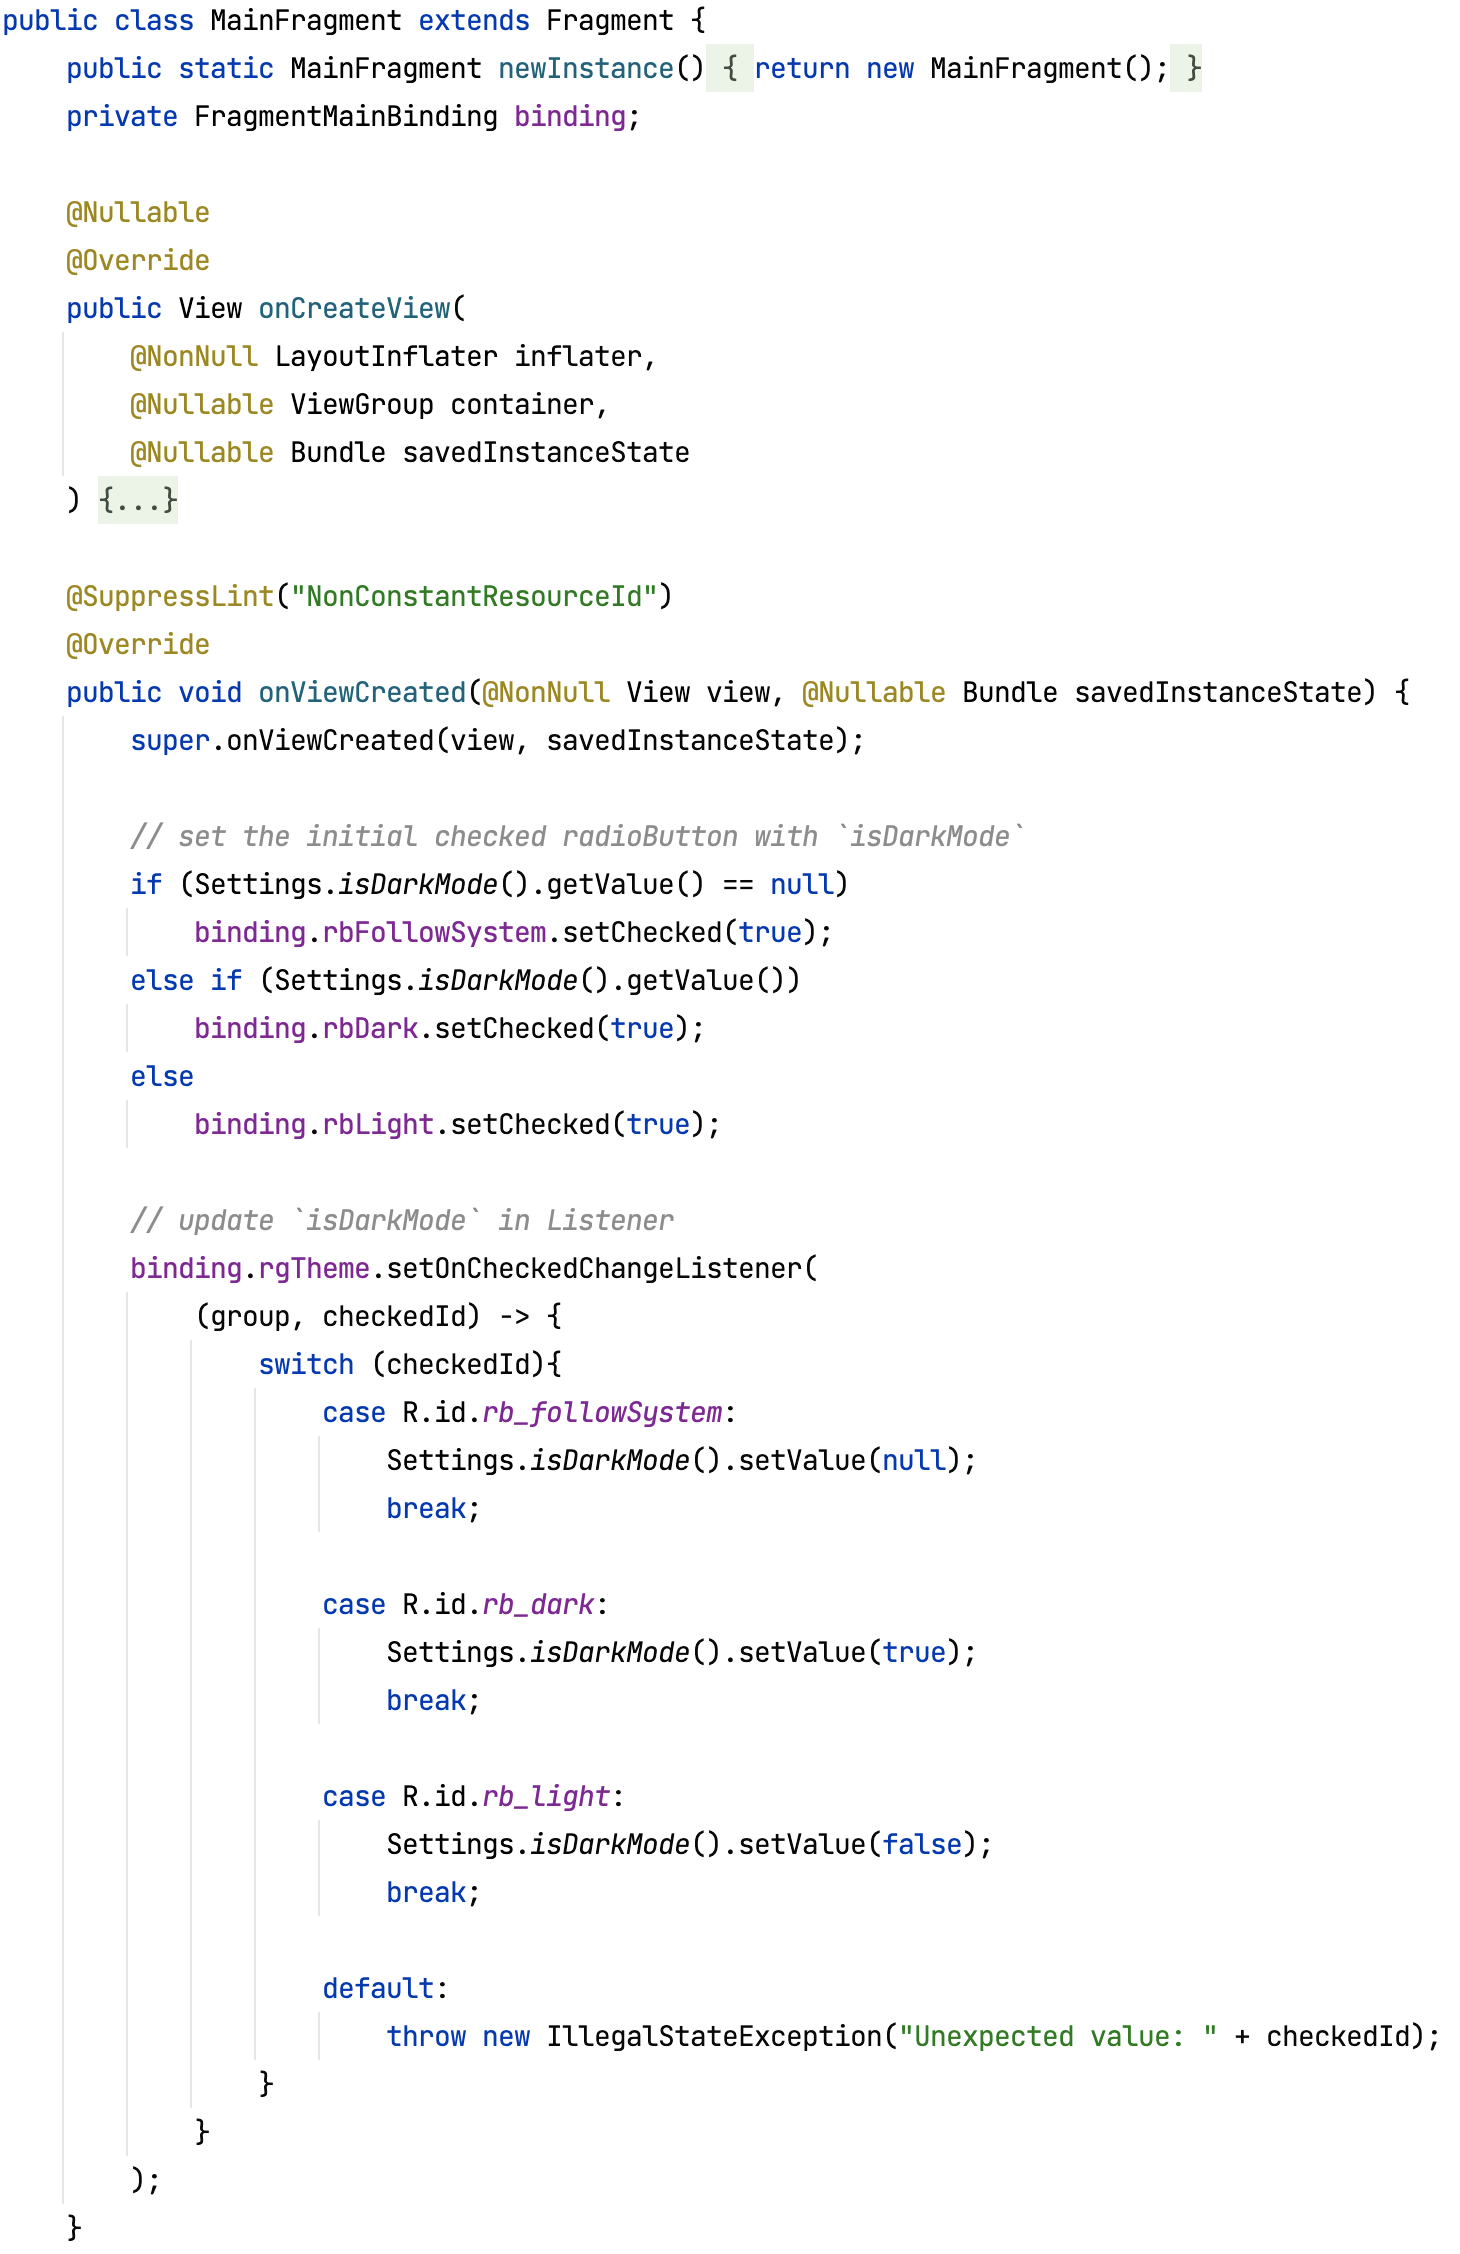 public class MainFragment extends Fragment {
    public static MainFragment newInstance() { return new MainFragment(); }
    private FragmentMainBinding binding;

    @Nullable
    @Override
    public View onCreateView(
        @NonNull LayoutInflater inflater,
        @Nullable ViewGroup container,
        @Nullable Bundle savedInstanceState
    ) {...}

    @SuppressLint("NonConstantResourceId")
    @Override
    public void onViewCreated(@NonNull View view, @Nullable Bundle savedInstanceState) {
        super.onViewCreated(view, savedInstanceState);

        // set the initial checked radioButton with `isDarkMode`
        if (Settings.isDarkMode().getValue() == null)
            binding.rbFollowSystem.setChecked(true);
        else if (Settings.isDarkMode().getValue())
            binding.rbDark.setChecked(true);
        else
            binding.rbLight.setChecked(true);

        // update `isDarkMode` in Listener
        binding.rgTheme.setOnCheckedChangeListener(
            (group, checkedId) -> {
                switch (checkedId){
                    case R.id.rb_followSystem:
                        Settings.isDarkMode().setValue(null);
                        break;

                    case R.id.rb_dark:
                        Settings.isDarkMode().setValue(true);
                        break;

                    case R.id.rb_light:
                        Settings.isDarkMode().setValue(false);
                        break;

                    default:
                        throw new IllegalStateException("Unexpected value: " + checkedId);
                }
            }
        );
    }